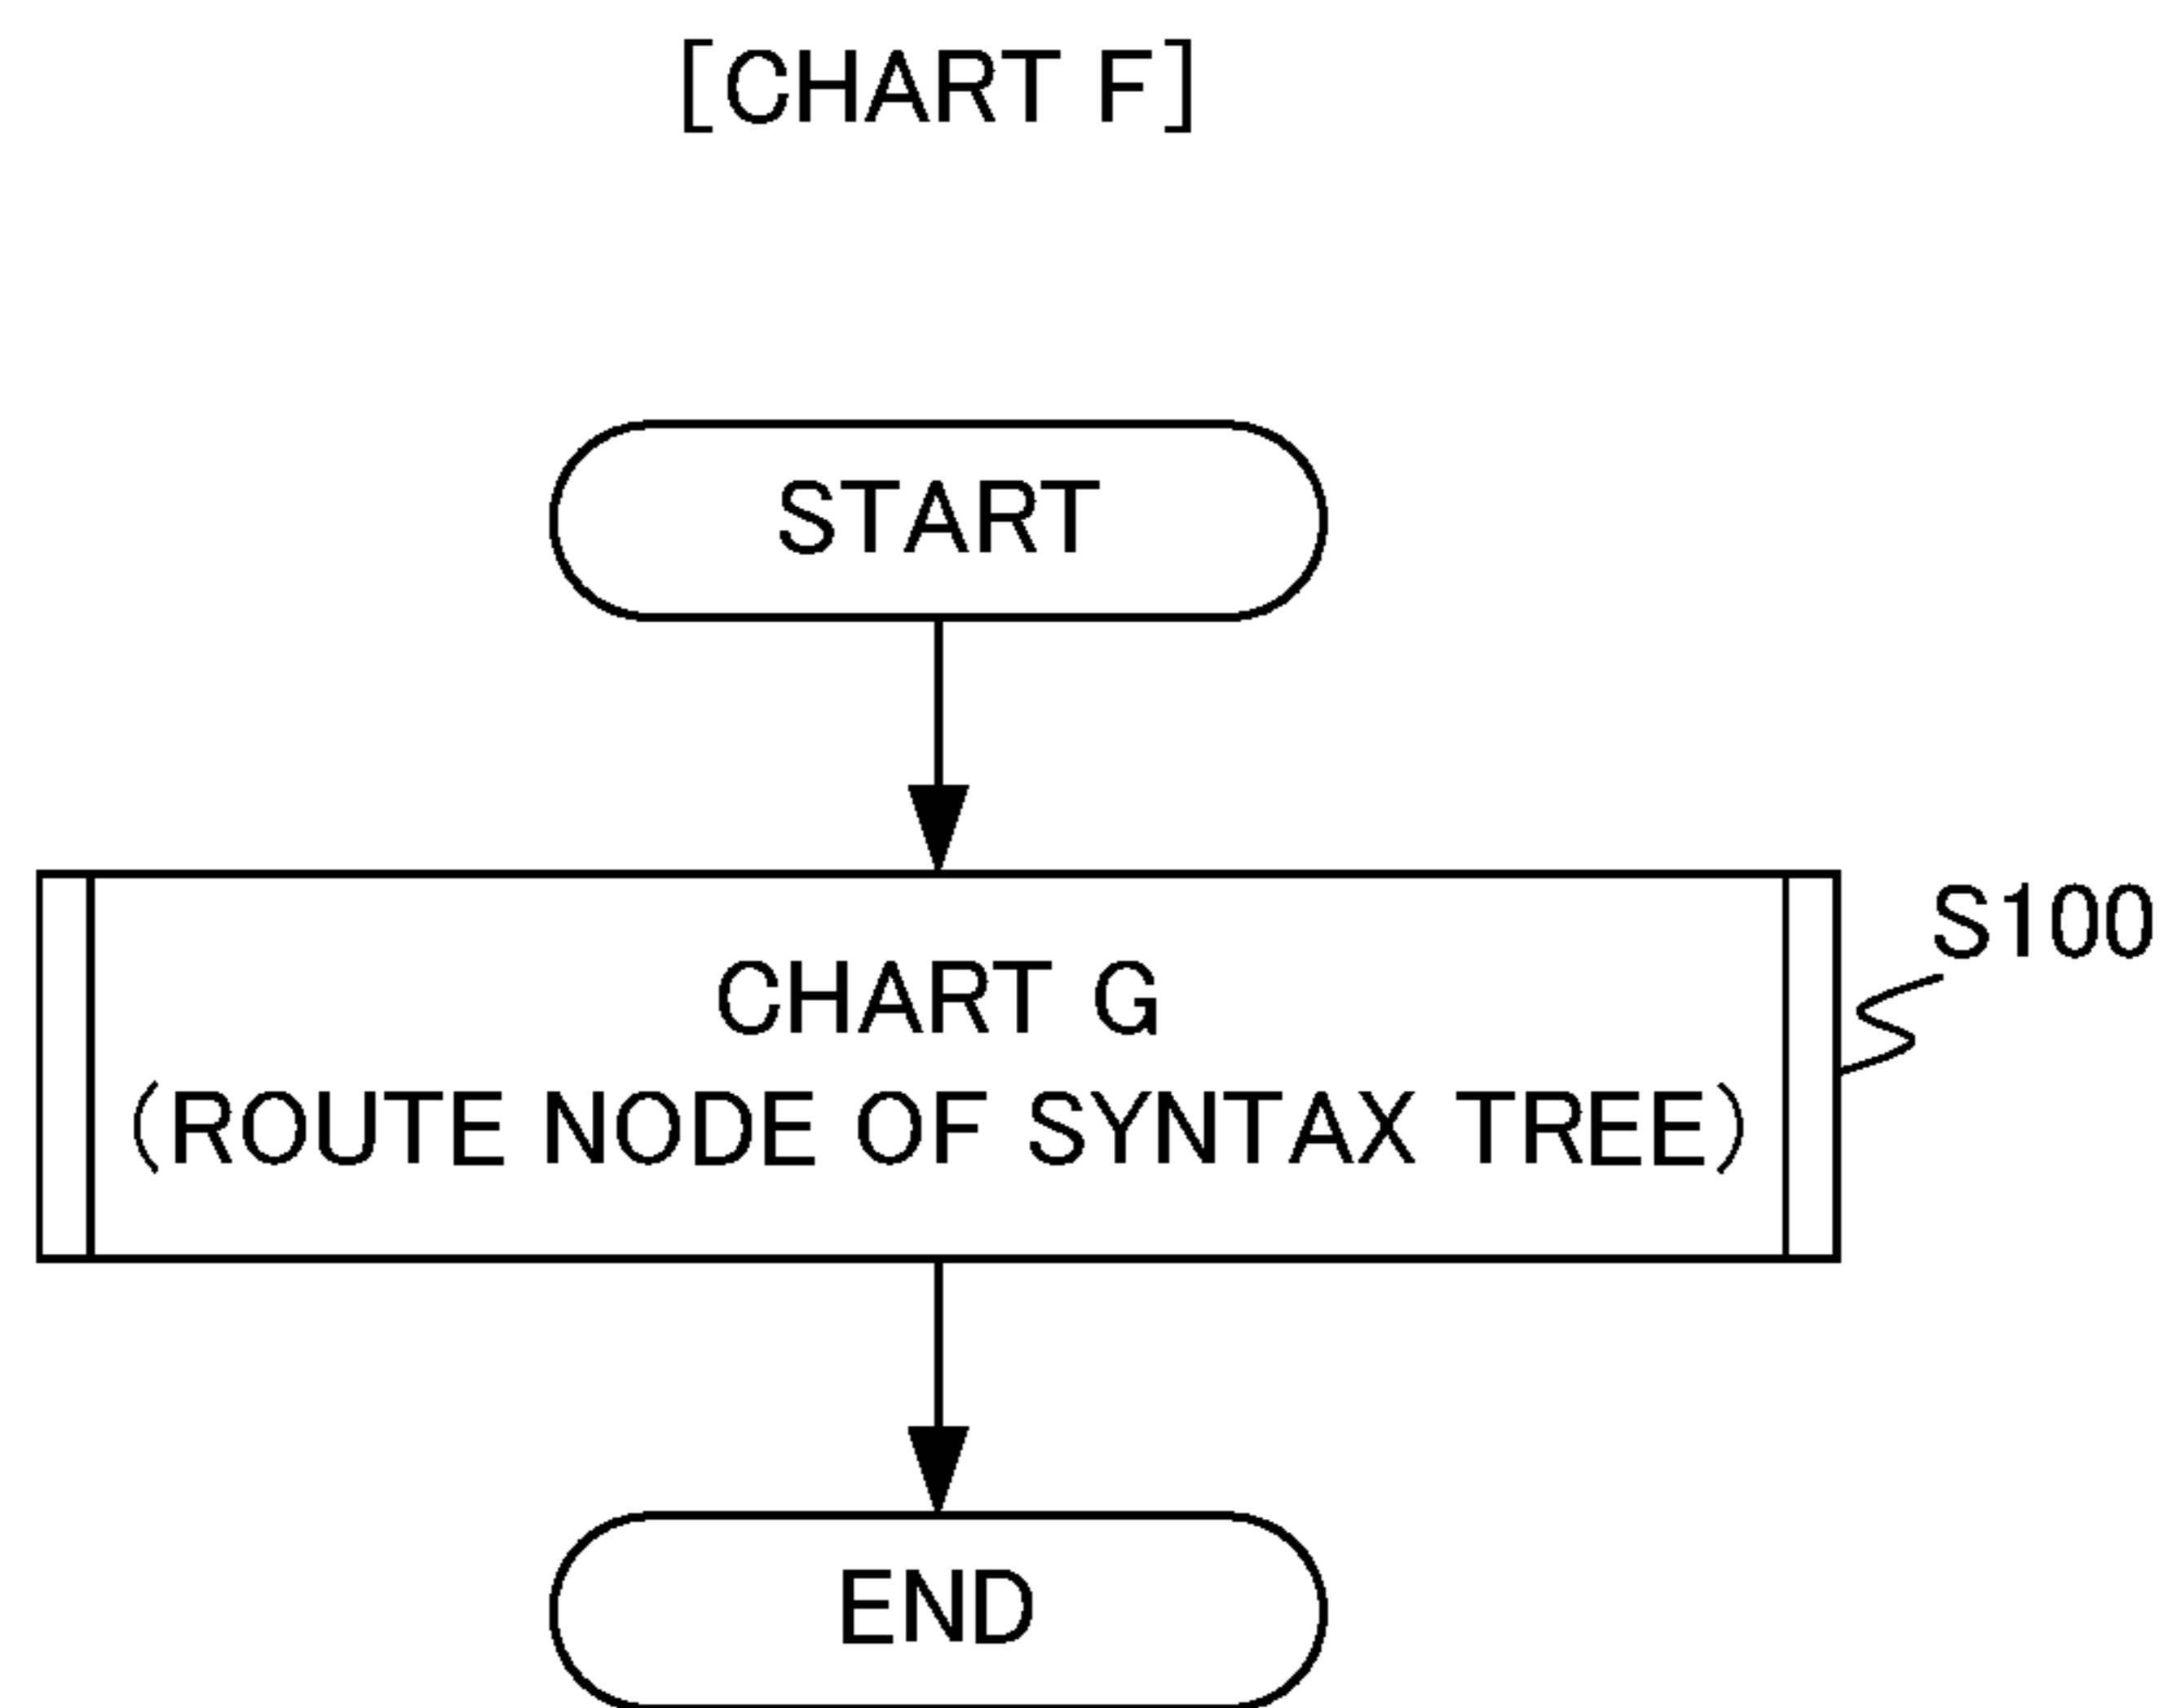 [CHART F]
START
S100
CHART G
(ROUTE NODE OF SYNTAX TREE)
END